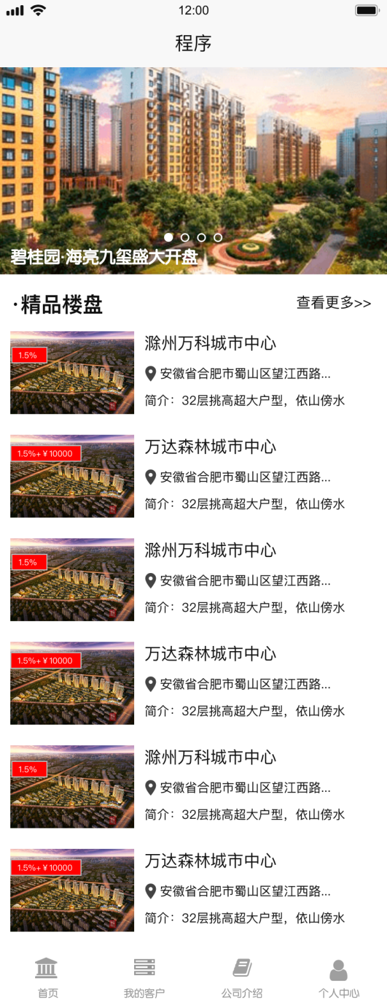 12:00
程序
碧桂园·海亮九玺盛大开盘
·精品楼盘
查看更多>>
1.5%
滁州万科城市中心
安徽省合肥市蜀山区望江西路...
简介：32层挑高超大户型，依山傍水
1.5%+￥10000
万达森林城市中心
安徽省合肥市蜀山区望江西路...
简介：32层挑高超大户型，依山傍水
1.5%
滁州万科城市中心
安徽省合肥市蜀山区望江西路...
简介：32层挑高超大户型，依山傍水
1.5%+￥10000
万达森林城市中心
安徽省合肥市蜀山区望江西路...
简介：32层挑高超大户型，依山傍水
1.5%
滁州万科城市中心
安徽省合肥市蜀山区望江西路...
简介：32层挑高超大户型，依山傍水
1.5%+￥10000
万达森林城市中心
安徽省合肥市蜀山区望江西路...
简介：32层挑高超大户型，依山傍水
首页
我的客户
公司介绍
个人中心